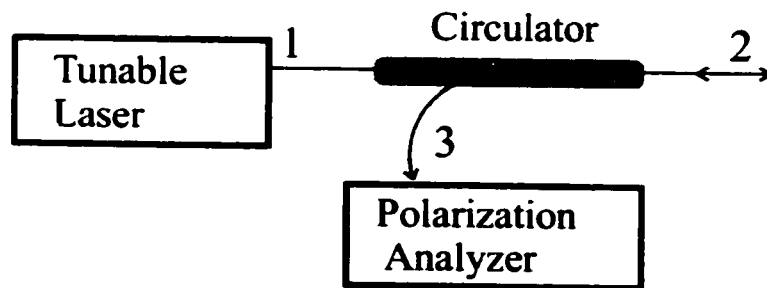 Circulator
1
2
Tunable
Laser
3
Polarization
Analyzer